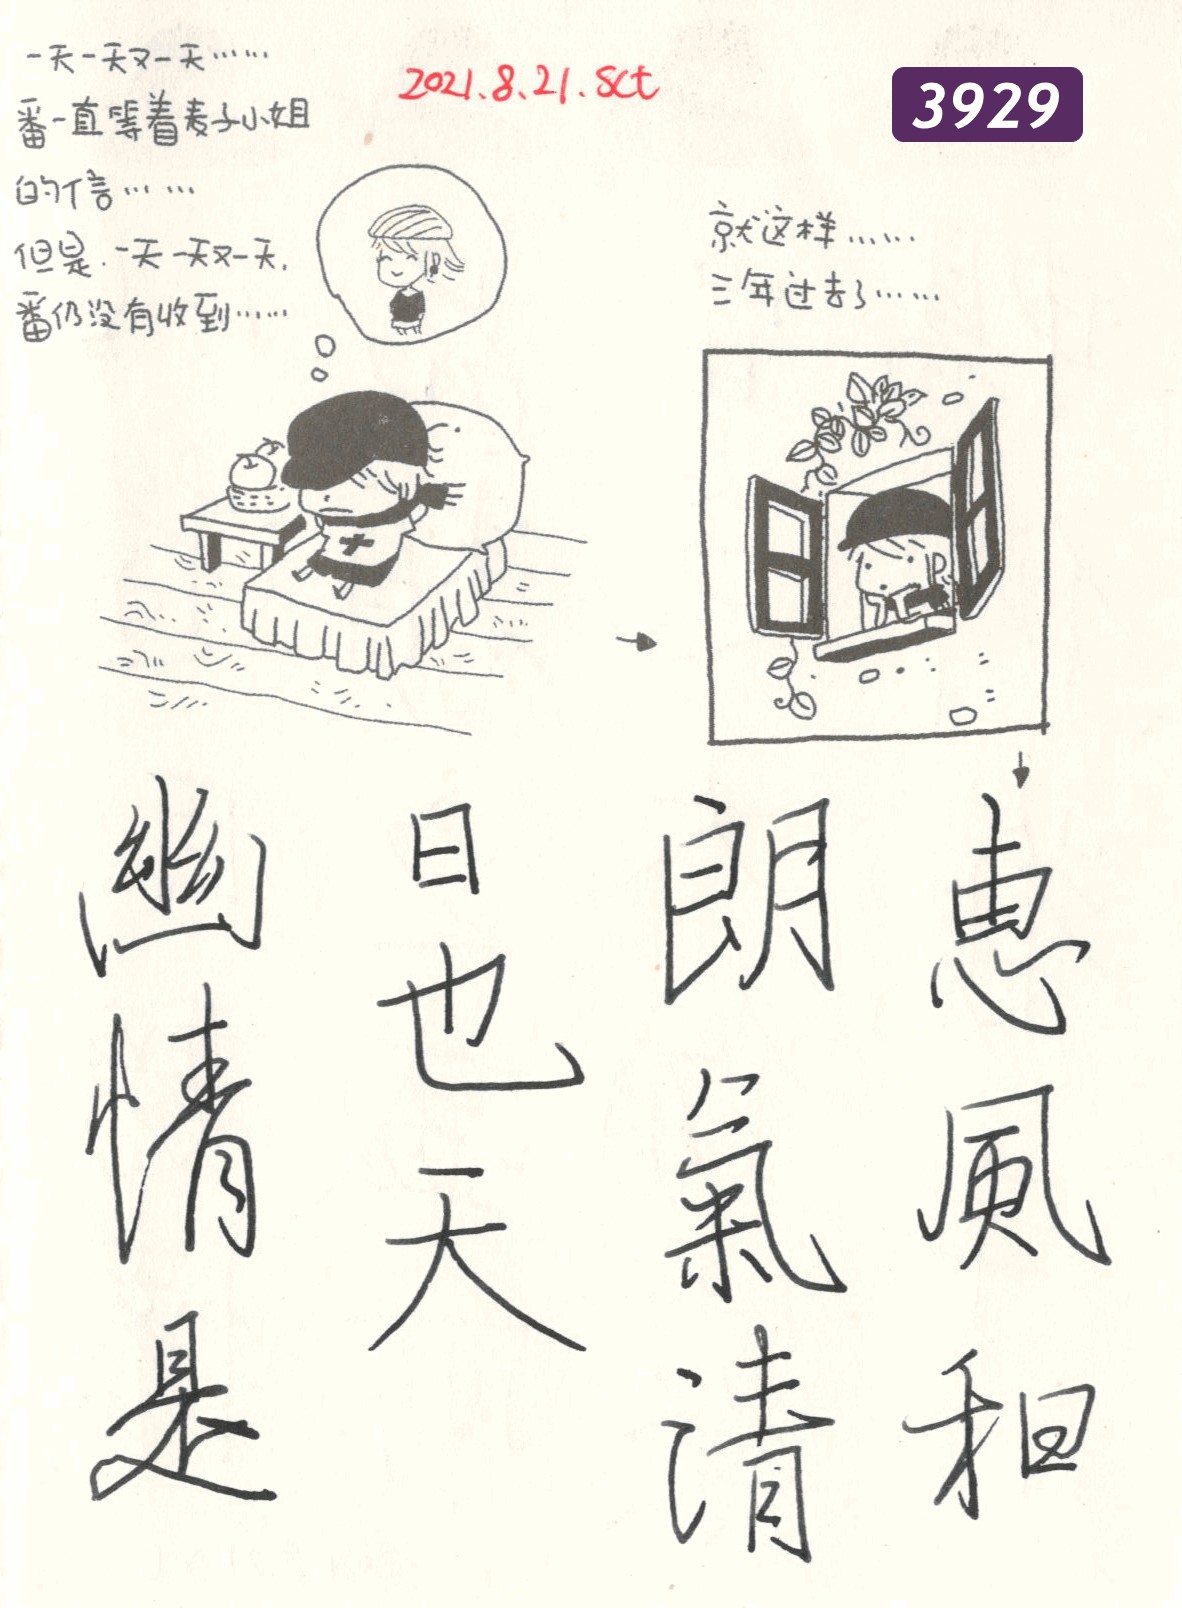 一天一天又一天……
番一直等着麦子小姐
的信……
但是.一天一天又一天,
番仍没有收到……
2021.8.21.sct
3929
就这样……
三年过去了……
惠風和
朗氣清
日也天
幽情是